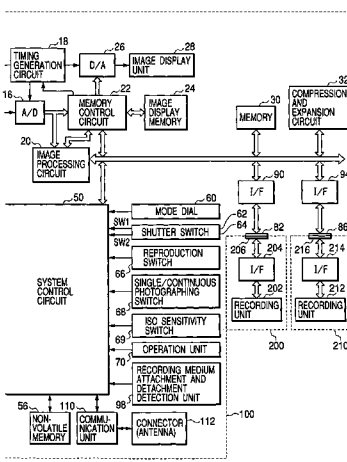 18
TIMING
GENERATION
CIRCUIT
26
D/A
28
IMAGE DISPLAY
UNIT
16
A/D
22
MEMORY
CONTROL
CIRCUIT
24
IMAGE
DISPLAY
MEMORY
30
MEMORY
32
COMPRESSION
AND
EXPANSION
CIRCUIT
20
IMAGE
PROCESSING
CIRCUIT
90
I/F
94
I/F
50
SYSTEM
CONTROL
CIRCUIT
60
MODE DIAL
62
SW1
SHUTTER SWITCH
64
SW2
REPRODUCTION
SWITCH
66
SINGLE/CONTINUOUS
PHOTOGRAPHING
SWITCH
68
ISO SENSITIVITY
SWITCH
69
OPERATION UNIT
70
RECORDING MEDIUM
ATTACHMENT AND
DETACHMENT
DETECTION UNIT
98
82
206
204
I/F
202
RECORDING
UNIT
200
86
216
214
I/F
212
RECORDING
UNIT
210
100
56
NON-
VOLATILE
MEMORY
110
COMMU-
NICATION
UNIT
112
CONNECTOR
(ANTENNA)